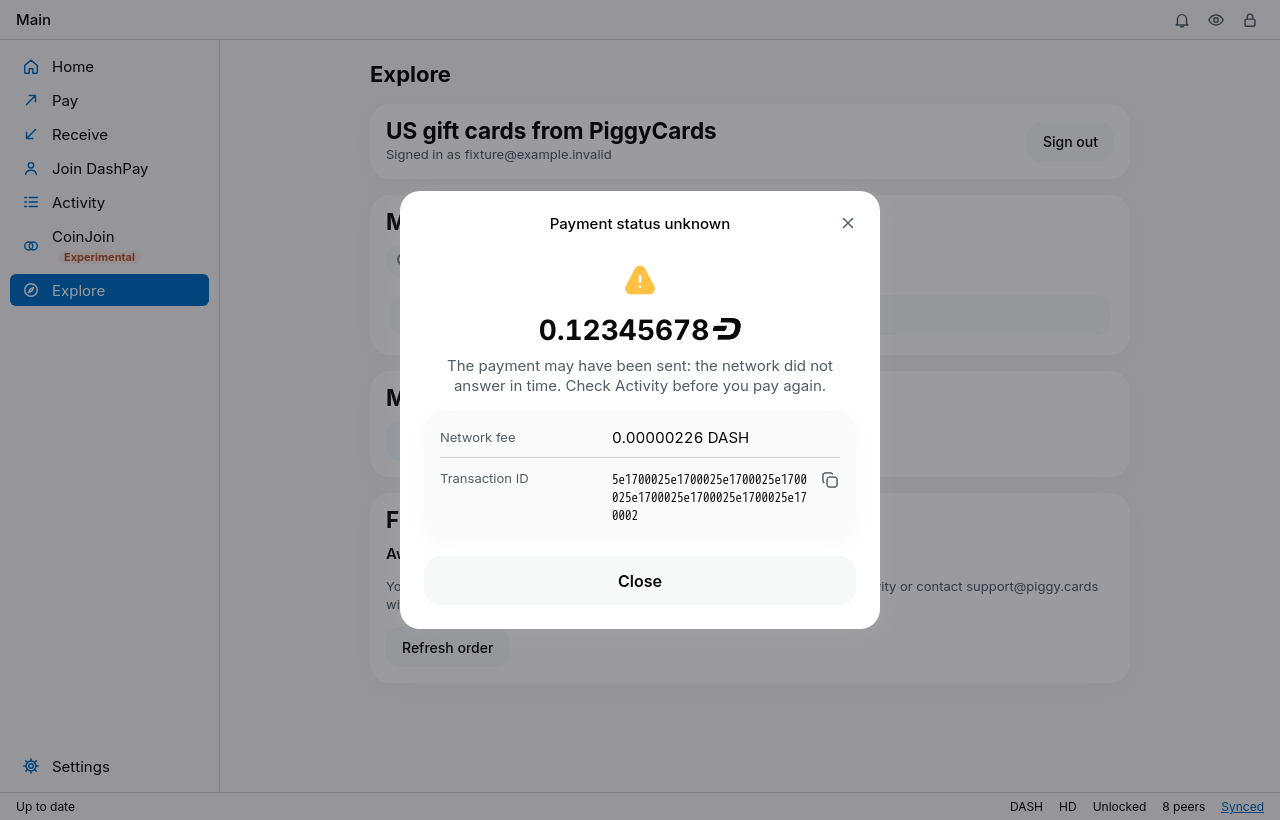 Main
Home
Pay
Receive
Join DashPay
Activity
CoinJoin
Experimental
Explore
Settings
Explore
US gift cards from PiggyCards
Signed in as fixture@example.invalid
Sign out
Payment status unknown
0.12345678
The payment may have been sent: the network did not
answer in time. Check Activity before you pay again.
Network fee
0.00000226 DASH
Transaction ID
5e1700025e1700025e1700025e1700
025e1700025e1700025e1700025e17
0002
Close
or contact support@piggy.cards
Refresh order
Up to date
DASH
HD
Unlocked
8 peers
Synced